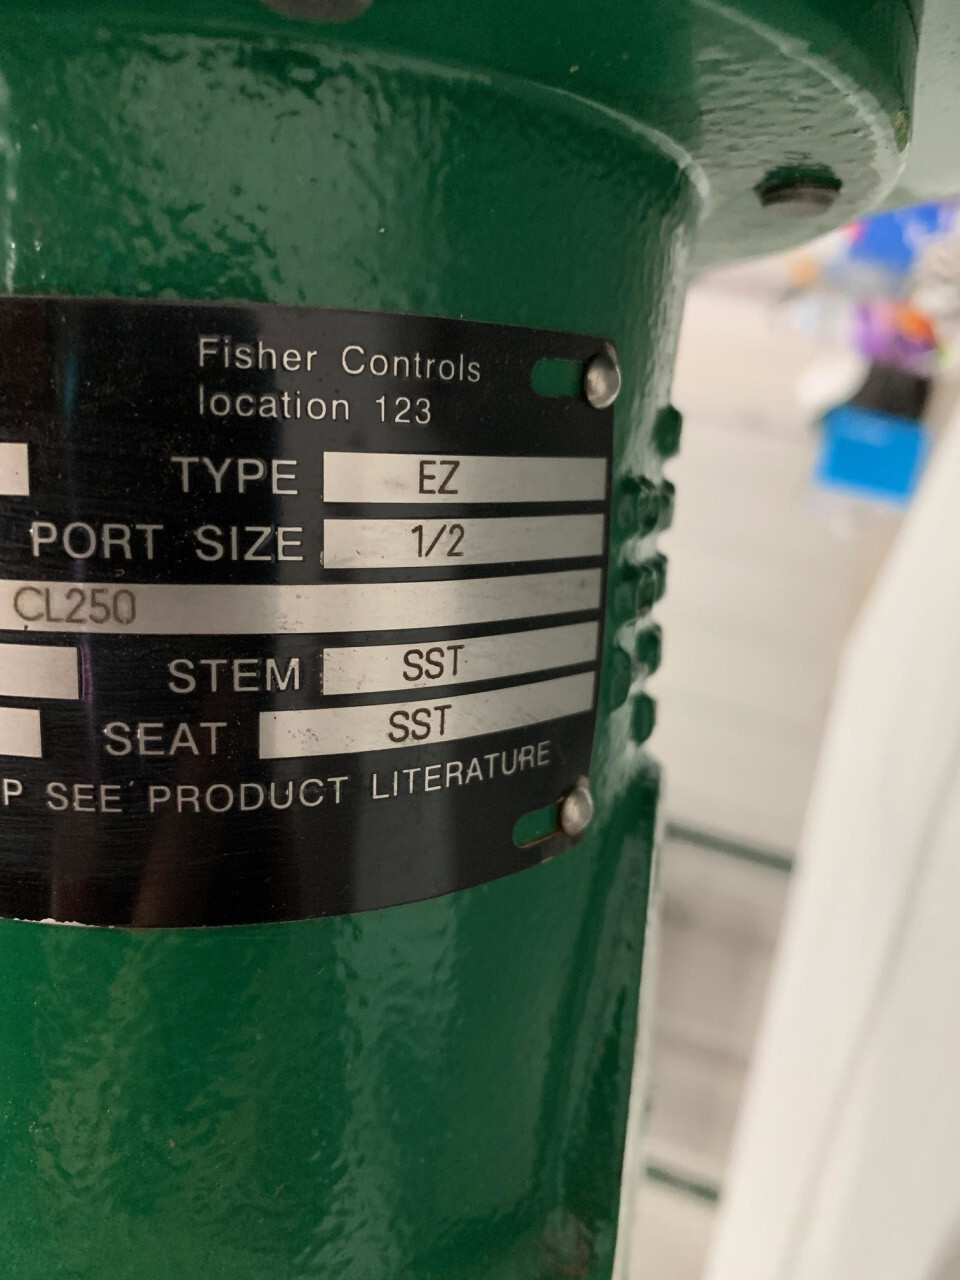 Fisher Controls
location 123
TYPE EZ
PORT SIZE 1/2
CL250
STEM SST
SEAT SST
P SEE PRODUCT LITERATURE